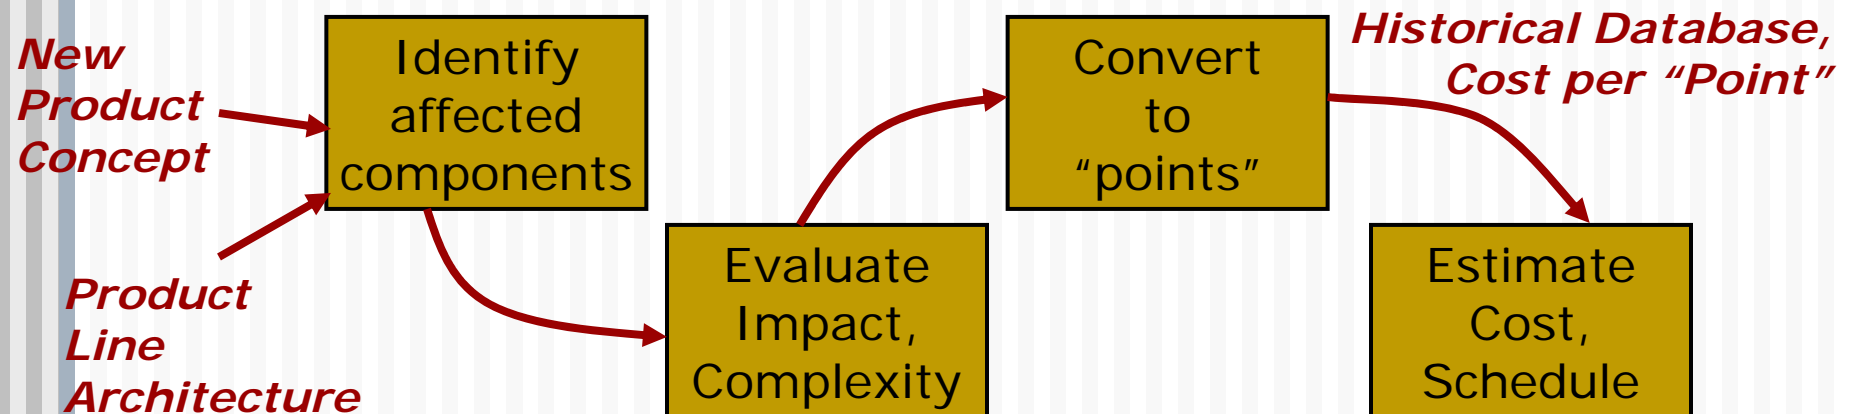 New
Product
Concept
Product
Line
Architecture
Identify
affected
components
Evaluate
Impact,
Complexity
Convert
to
“points”
Historical Database,
Cost per “Point”
Estimate
Cost,
Schedule